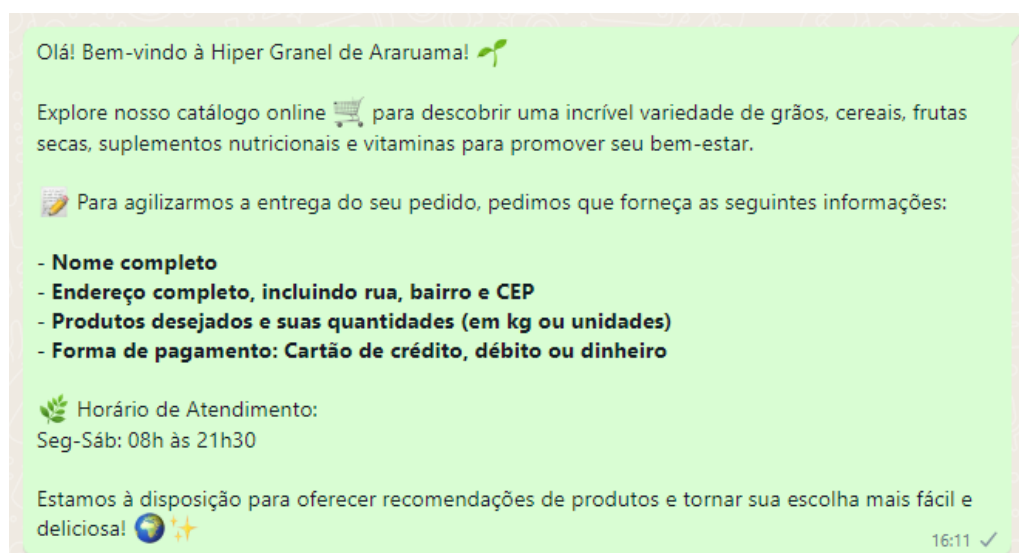 Olá! Bem-vindo à Hiper Granel de Araruama! 🌱
Explore nosso catálogo online 🛒 para descobrir uma incrível variedade de grãos, cereais, frutas
secas, suplementos nutricionais e vitaminas para promover seu bem-estar.
📝 Para agilizarmos a entrega do seu pedido, pedimos que forneça as seguintes informações:
- Nome completo
- Endereço completo, incluindo rua, bairro e CEP
- Produtos desejados e suas quantidades (em kg ou unidades)
- Forma de pagamento: Cartão de crédito, débito ou dinheiro
🌿 Horário de Atendimento:
Seg-Sáb: 08h às 21h30
Estamos à disposição para oferecer recomendações de produtos e tornar sua escolha mais fácil e
deliciosa! 🌍✨
16:11 ✓